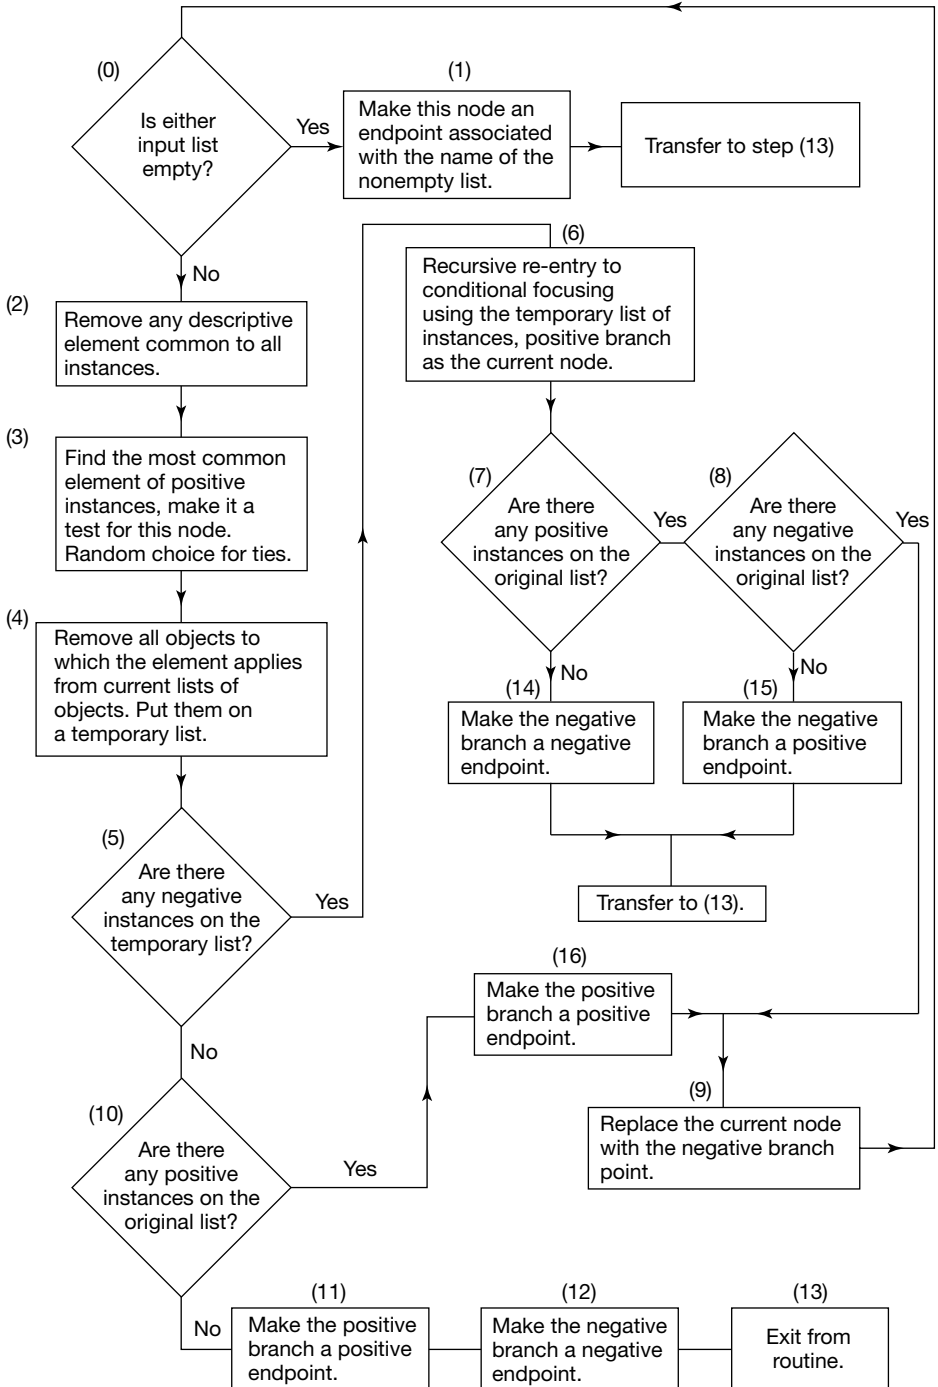 (0)
Is either
input list
empty?
Yes
(1)
Make this node an
endpoint associated
with the name of the
nonempty list.
Transfer to step (13)
No
(2)
Remove any descriptive
element common to all
instances.
(3)
Find the most common
element of positive
instances, make it a
test for this node.
Random choice for ties.
(4)
Remove all objects to
which the element applies
from current lists of
objects. Put them on
a temporary list.
(5)
Are there
any negative
instances on the
temporary list?
Yes
(6)
Recursive re-entry to
conditional focusing
using the temporary list of
instances, positive branch
as the current node.
(7)
Are there
any positive
instances on the
original list?
Yes
(8)
Are there
any negative
instances on the
original list?
Yes
No
(14)
Make the negative
branch a negative
endpoint.
No
(15)
Make the negative
branch a positive
endpoint.
Transfer to (13).
(16)
Make the positive
branch a positive
endpoint.
(9)
Replace the current node
with the negative branch
point.
No
(10)
Are there
any positive
instances on the
original list?
Yes
No
(11)
Make the positive
branch a positive
endpoint.
(12)
Make the negative
branch a negative
endpoint.
(13)
Exit from
routine.